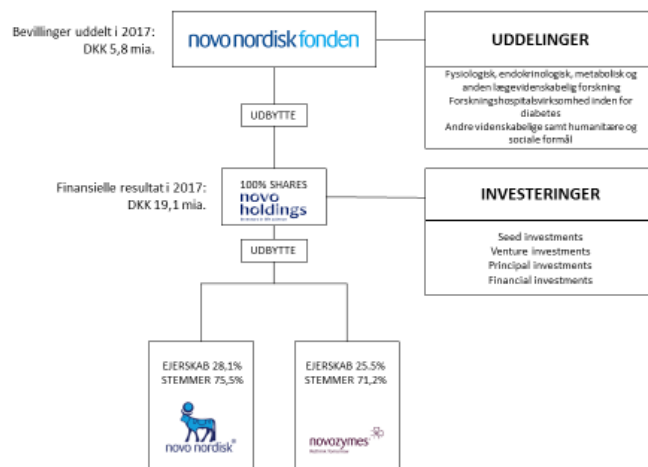 Bevillinger uddelt i 2017:
DKK 5,8 mia.
novo nordisk fonden
UDDELINGER
Fysiologisk, endokrinologisk, metabolisk og
anden lægevidenskabelig forskning
Forskningshospitalsvirksomhed inden for
diabetes
Andre videnskabelige samt humanitære og
sociale formål
UDBYTTE
Finansielle resultat i 2017:
DKK 19,1 mia.
100% SHARES
novo
holdings
INVESTERINGER
Seed investments
Venture investments
Principal investments
Financial investments
UDBYTTE
EJERSKAB 28,1%
STEMMER 75,5%
novo nordisk®
EJERSKAB 25.5%
STEMMER 71,2%
novozymes
Rethink Tomorrow